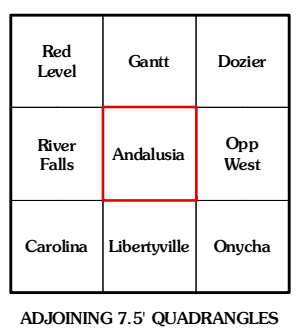 Red
Level
Gantt
Dozier
River
Falls
Andalusia
Opp
West
Carolina
Libertyville
Onycha
ADJOINING 7.5' QUADRANGLES